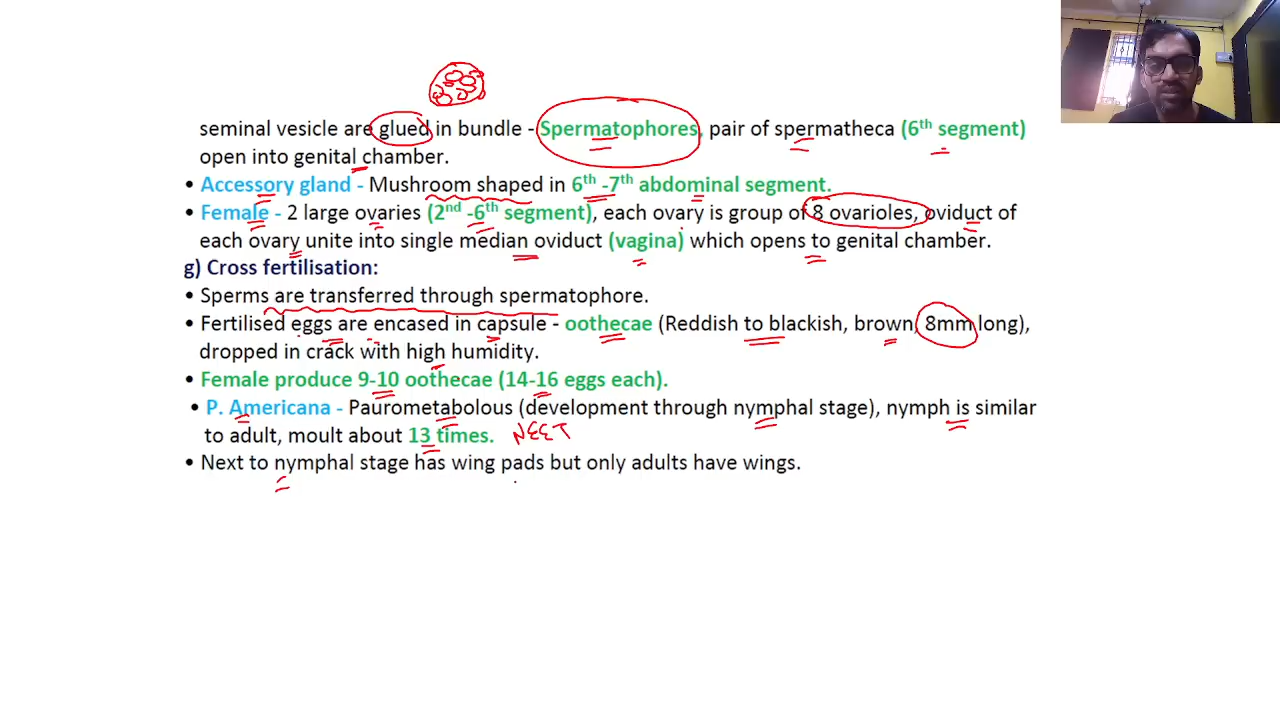 seminal vesicle are glued in bundle - Spermatophores, pair of spermatheca (6th segment)
open into genital chamber.
• Accessory gland - Mushroom shaped in 6th -7th abdominal segment.
• Female - 2 large ovaries (2nd -6th segment), each ovary is group of 8 ovarioles, oviduct of
each ovary unite into single median oviduct (vagina) which opens to genital chamber.
g) Cross fertilisation:
• Sperms are transferred through spermatophore.
• Fertilised eggs are encased in capsule - oothecae (Reddish to blackish, brown, 8mm long),
dropped in crack with high humidity.
• Female produce 9-10 oothecae (14-16 eggs each).
• P. Americana - Paurometabolous (development through nymphal stage), nymph is similar
to adult, moult about 13 times. NEET
• Next to nymphal stage has wing pads but only adults have wings.